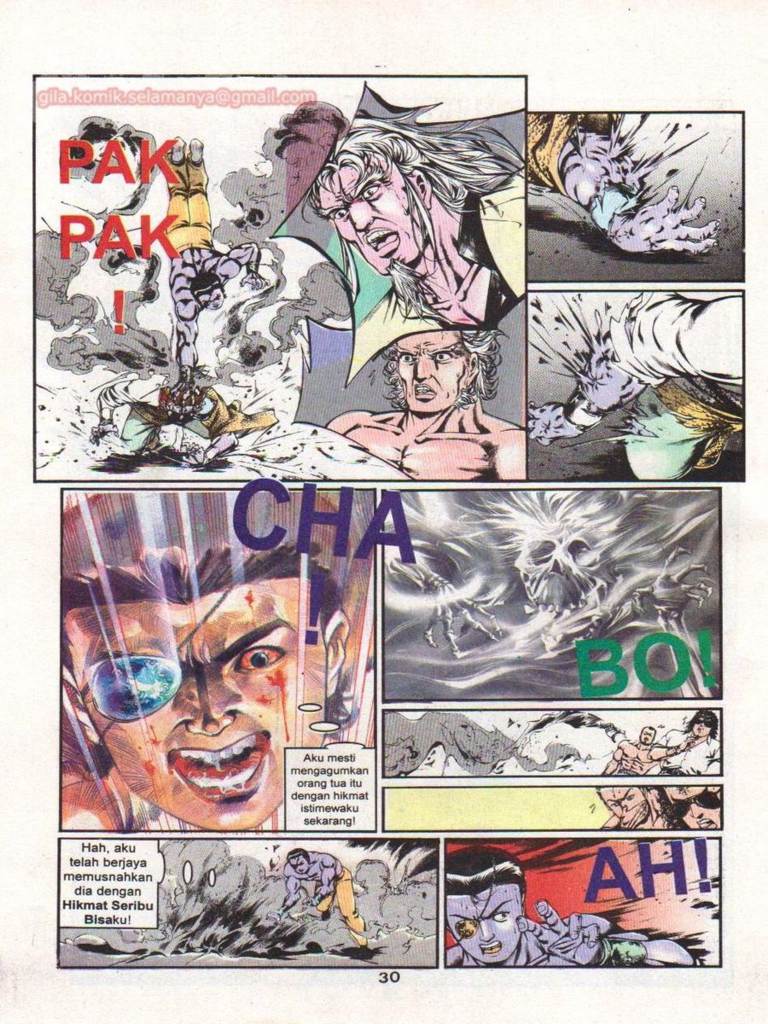 gila.komik.selamanya@gmail.com
PAK
PAK
!
CHA
!
BO!
Aku mesti
mengagumkan
orang tua itu
dengan hikmat
istimewaku
sekarang!
Hah, aku
telah berjaya
memusnahkan
dia dengan
Hikmat Seribu
Bisaku!
AH!
30